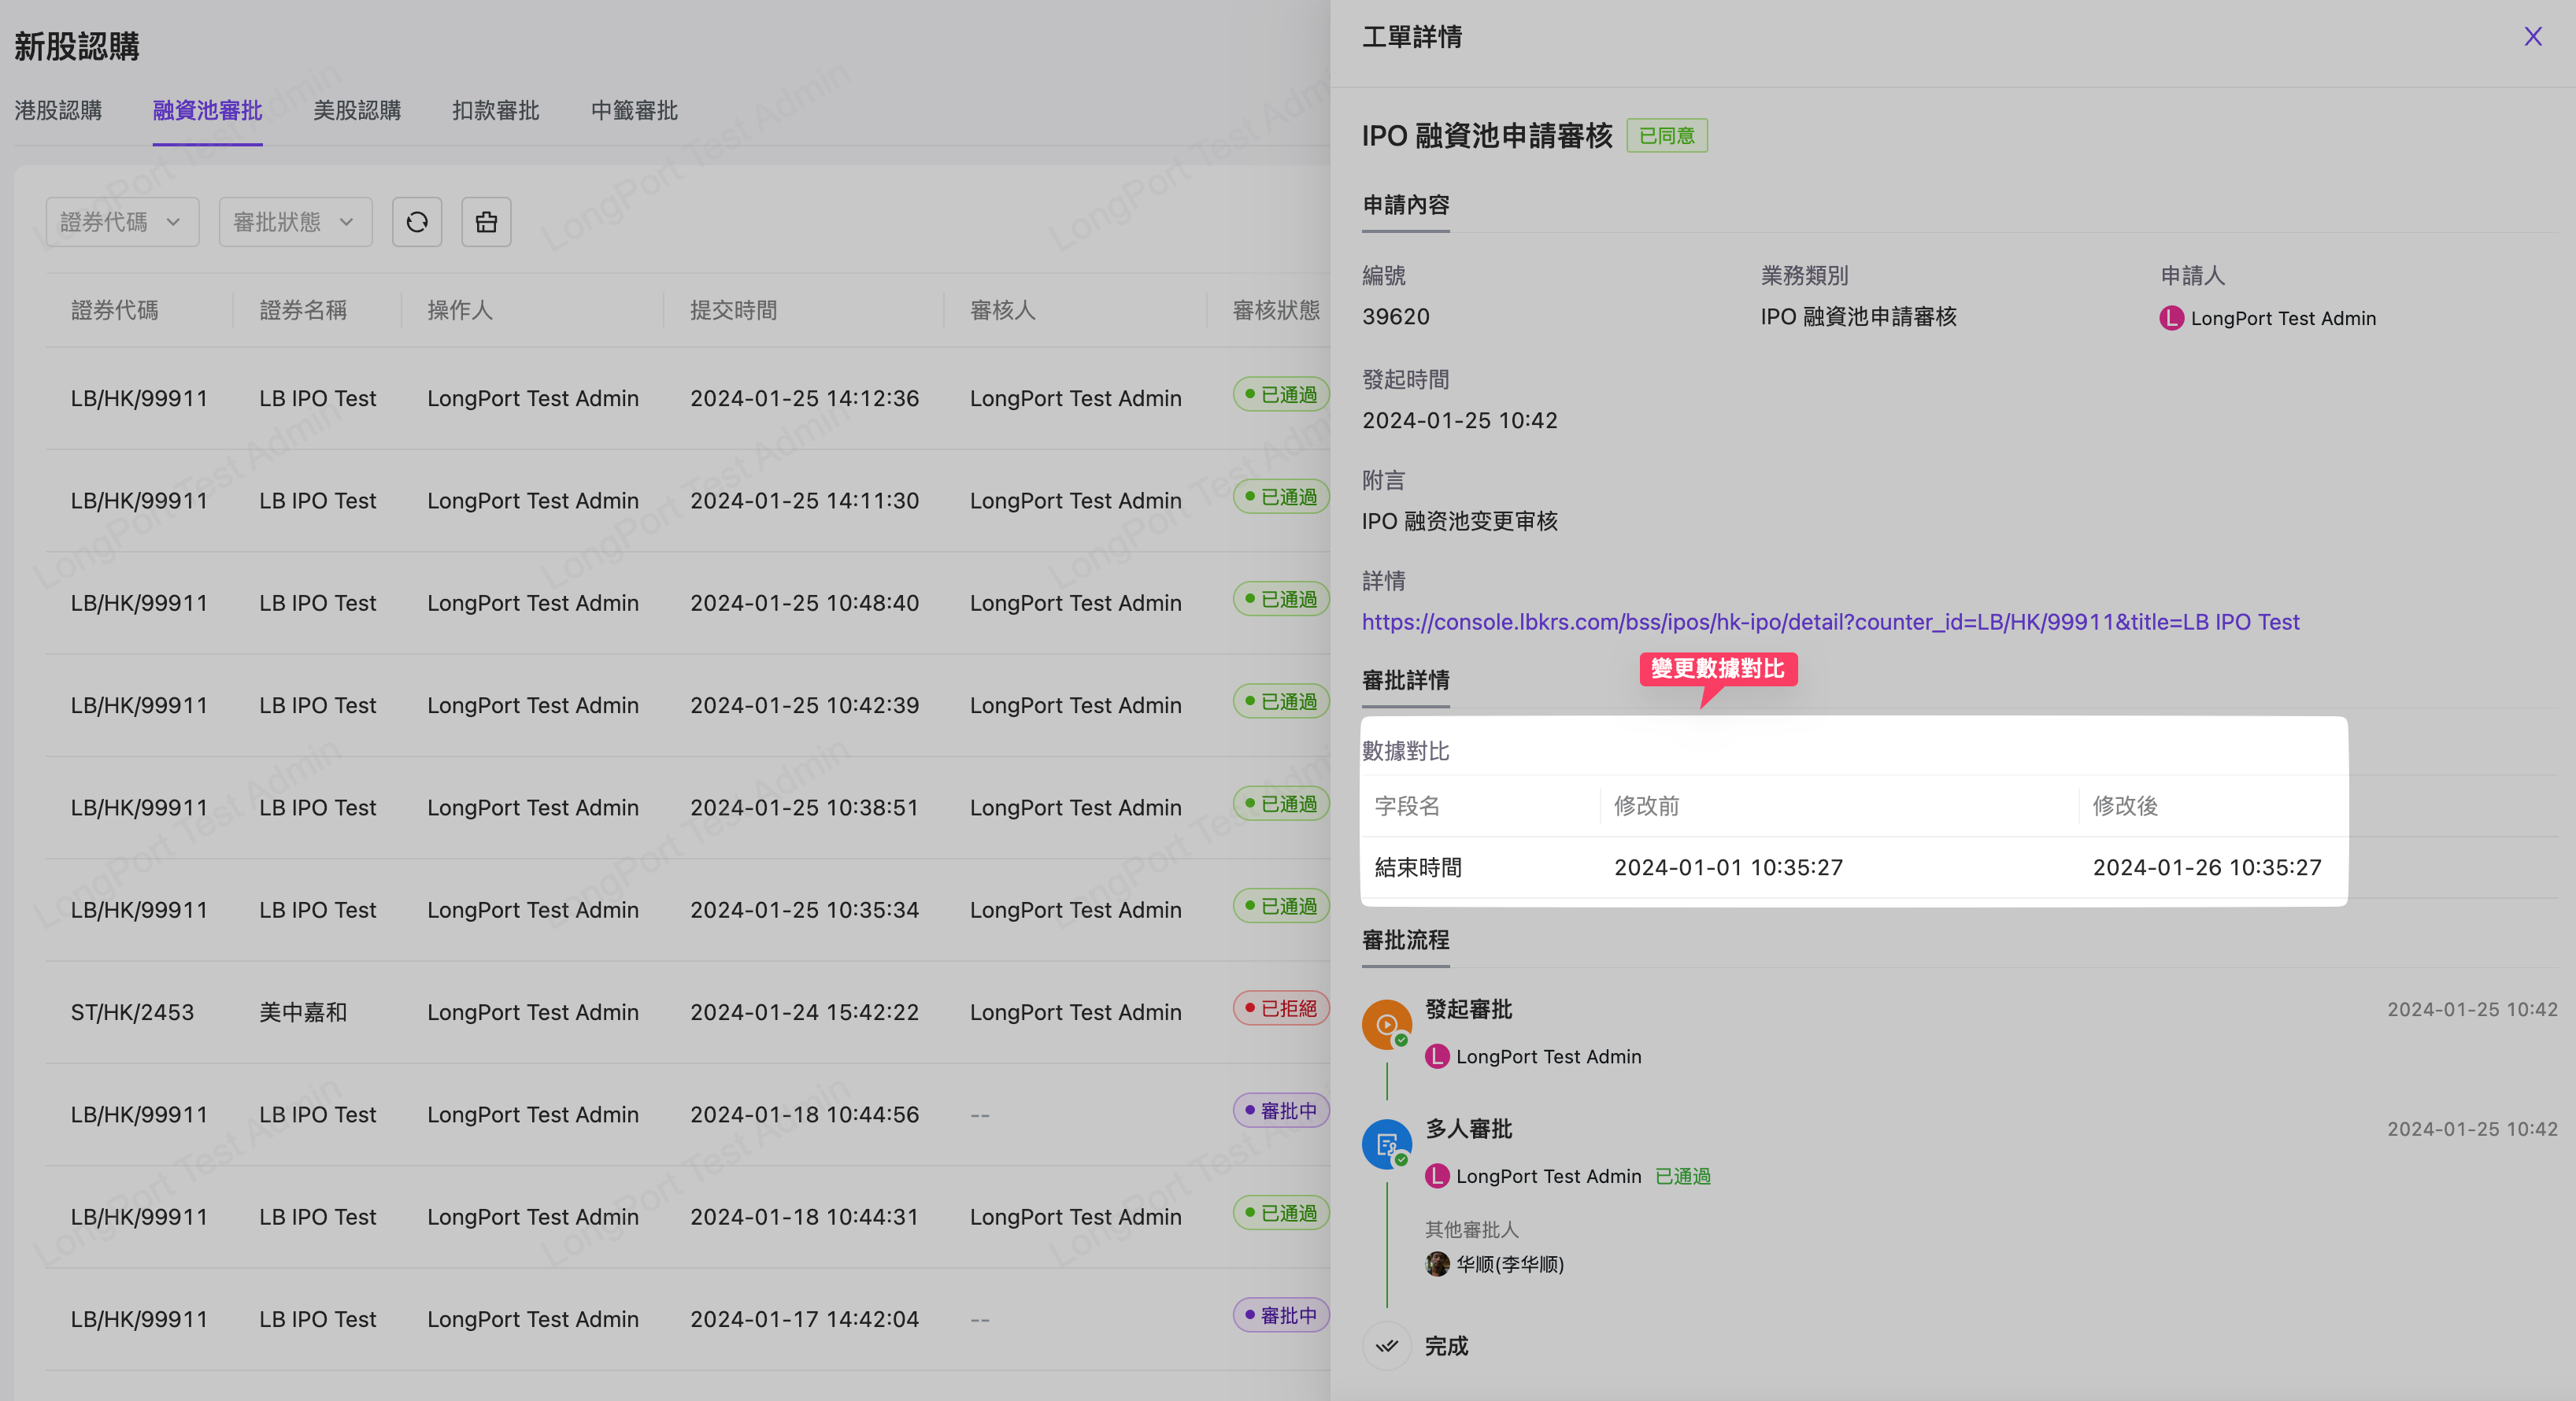 新股認購
港股認購 融資池審批 美股認購 扣款審批 中籤審批
證券代碼 審批狀態
證券代碼 證券名稱 操作人 提交時間 審核人 審核狀態
LB/HK/99911 LB IPO Test LongPort Test Admin 2024-01-25 14:12:36 LongPort Test Admin 已通過
LB/HK/99911 LB IPO Test LongPort Test Admin 2024-01-25 14:11:30 LongPort Test Admin 已通過
LB/HK/99911 LB IPO Test LongPort Test Admin 2024-01-25 10:48:40 LongPort Test Admin 已通過
LB/HK/99911 LB IPO Test LongPort Test Admin 2024-01-25 10:42:39 LongPort Test Admin 已通過
LB/HK/99911 LB IPO Test LongPort Test Admin 2024-01-25 10:38:51 LongPort Test Admin 已通過
LB/HK/99911 LB IPO Test LongPort Test Admin 2024-01-25 10:35:34 LongPort Test Admin 已通過
ST/HK/2453 美中嘉和 LongPort Test Admin 2024-01-24 15:42:22 LongPort Test Admin 已拒絕
LB/HK/99911 LB IPO Test LongPort Test Admin 2024-01-18 10:44:56 -- 審批中
LB/HK/99911 LB IPO Test LongPort Test Admin 2024-01-18 10:44:31 LongPort Test Admin 已通過
LB/HK/99911 LB IPO Test LongPort Test Admin 2024-01-17 14:42:04 -- 審批中
工單詳情
IPO 融資池申請審核 已同意
申請內容
編號 業務類別 申請人
39620 IPO 融資池申請審核 L LongPort Test Admin
發起時間
2024-01-25 10:42
附言
IPO 融资池变更审核
詳情
https://console.lbkrs.com/bss/ipos/hk-ipo/detail?counter_id=LB/HK/99911&title=LB IPO Test
變更數據對比
審批詳情
數據對比
字段名 修改前 修改後
結束時間 2024-01-01 10:35:27 2024-01-26 10:35:27
審批流程
發起審批 2024-01-25 10:42
L LongPort Test Admin
多人審批 2024-01-25 10:42
L LongPort Test Admin 已通過
其他審批人
华顺(李华顺)
完成